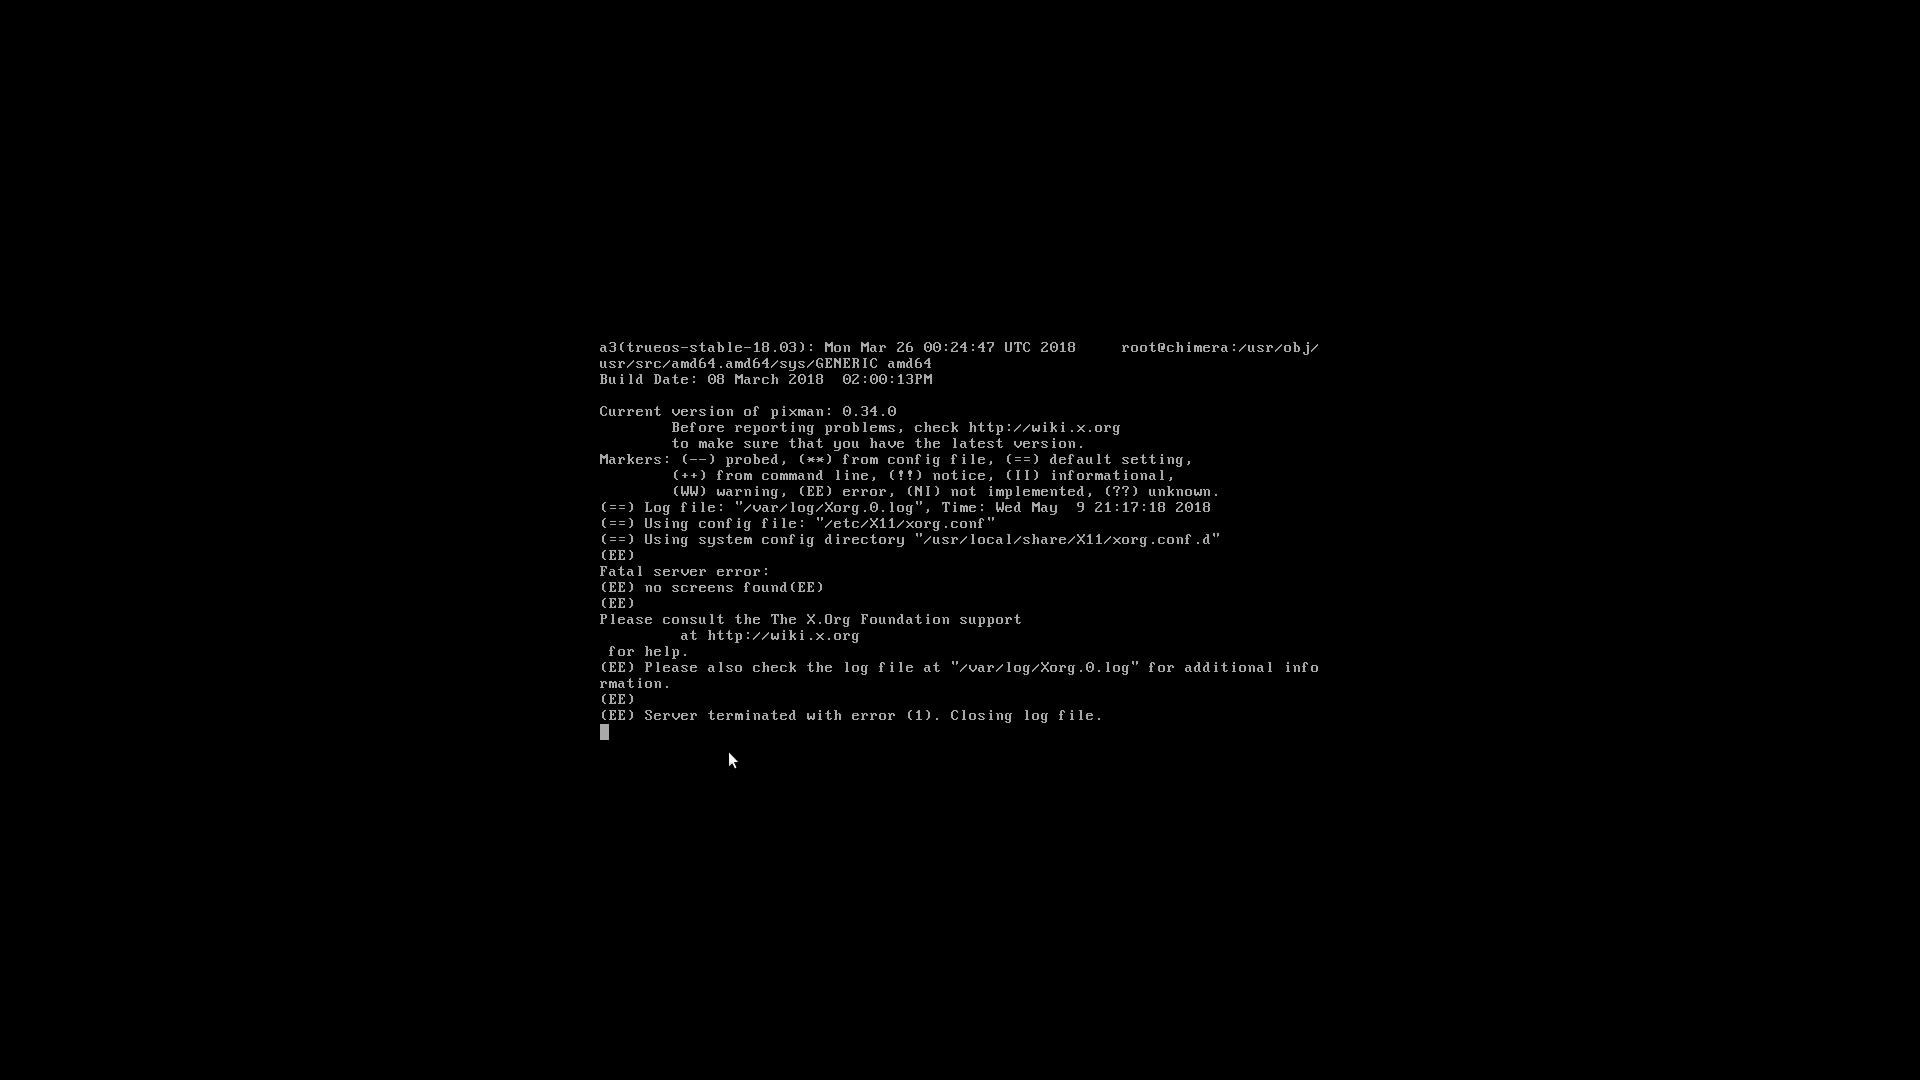 a3(trueos-stable-18.03): Mon Mar 26 00:24:47 UTC 2018     root@chimera:/usr/obj/
usr/src/amd64.amd64/sys/GENERIC amd64
Build Date: 08 March 2018  02:00:13PM

Current version of pixman: 0.34.0
        Before reporting problems, check http://wiki.x.org
        to make sure that you have the latest version.
Markers: (--) probed, (**) from config file, (==) default setting,
        (++) from command line, (!!) notice, (II) informational,
        (WW) warning, (EE) error, (NI) not implemented, (??) unknown.
(==) Log file: "/var/log/Xorg.0.log", Time: Wed May  9 21:17:18 2018
(==) Using config file: "/etc/X11/xorg.conf"
(==) Using system config directory "/usr/local/share/X11/xorg.conf.d"
(EE)
Fatal server error:
(EE) no screens found(EE)
(EE)
Please consult the The X.Org Foundation support
         at http://wiki.x.org
 for help.
(EE) Please also check the log file at "/var/log/Xorg.0.log" for additional info
rmation.
(EE)
(EE) Server terminated with error (1). Closing log file.